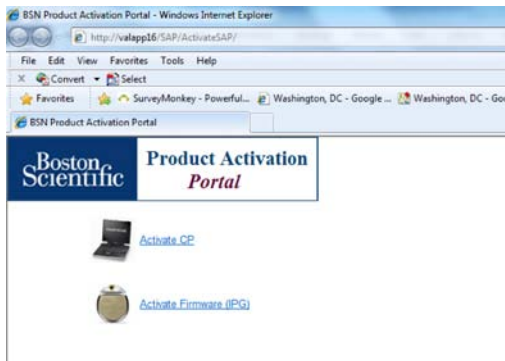 BSN Product Activation Portal - Windows Internet Explorer
http://valapp16/SAP/ActivateSAP/
File Edit View Favorites Tools Help
x Convert Select
Favorites SurveyMonkey - Powerful... Washington, DC - Google ... Washington, DC - Goo
BSN Product Activation Portal
Boston Scientific
Product Activation
Portal
Activate CP
Activate Firmware (IPG)